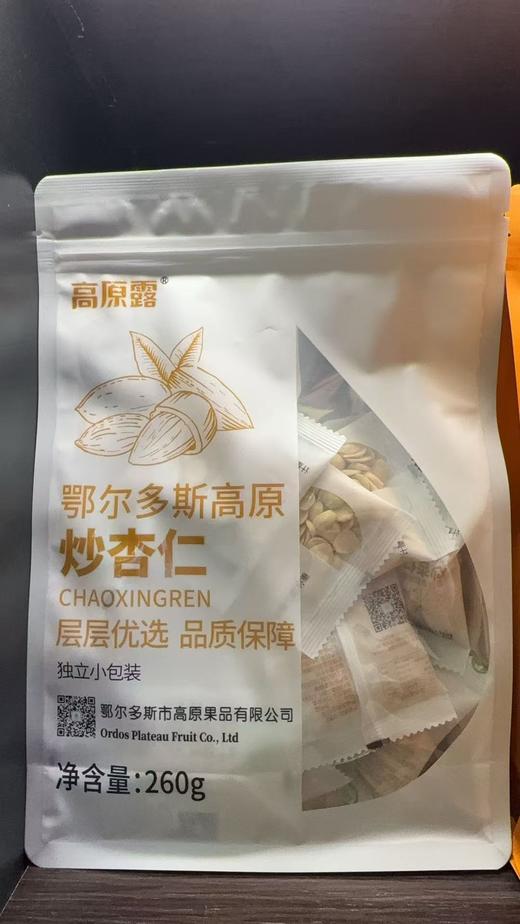 高原露®
鄂尔多斯高原
炒杏仁
CHAOXINGREN
层层优选 品质保障
独立小包装
鄂尔多斯市高原果品有限公司
Ordos Plateau Fruit Co., Ltd
净含量:260g